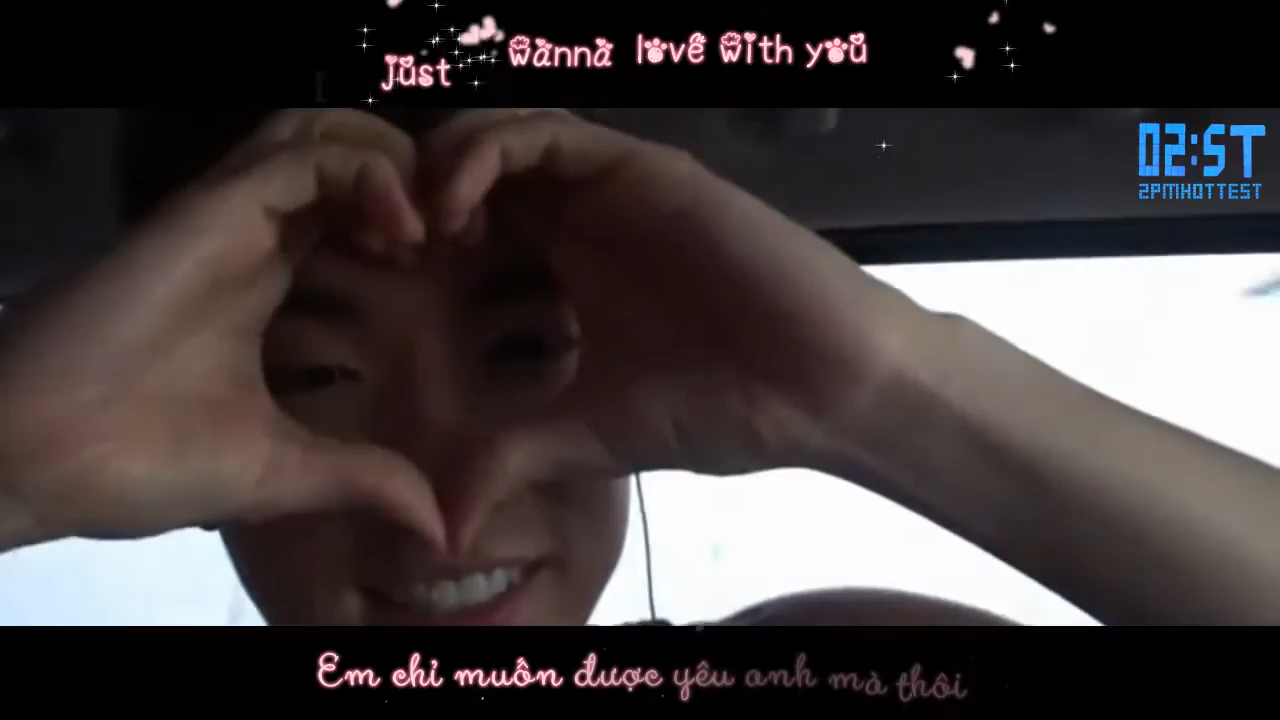 I just wanna love with you
02:ST
2PMHOTTEST
Em chỉ muốn được yêu anh mà thôi